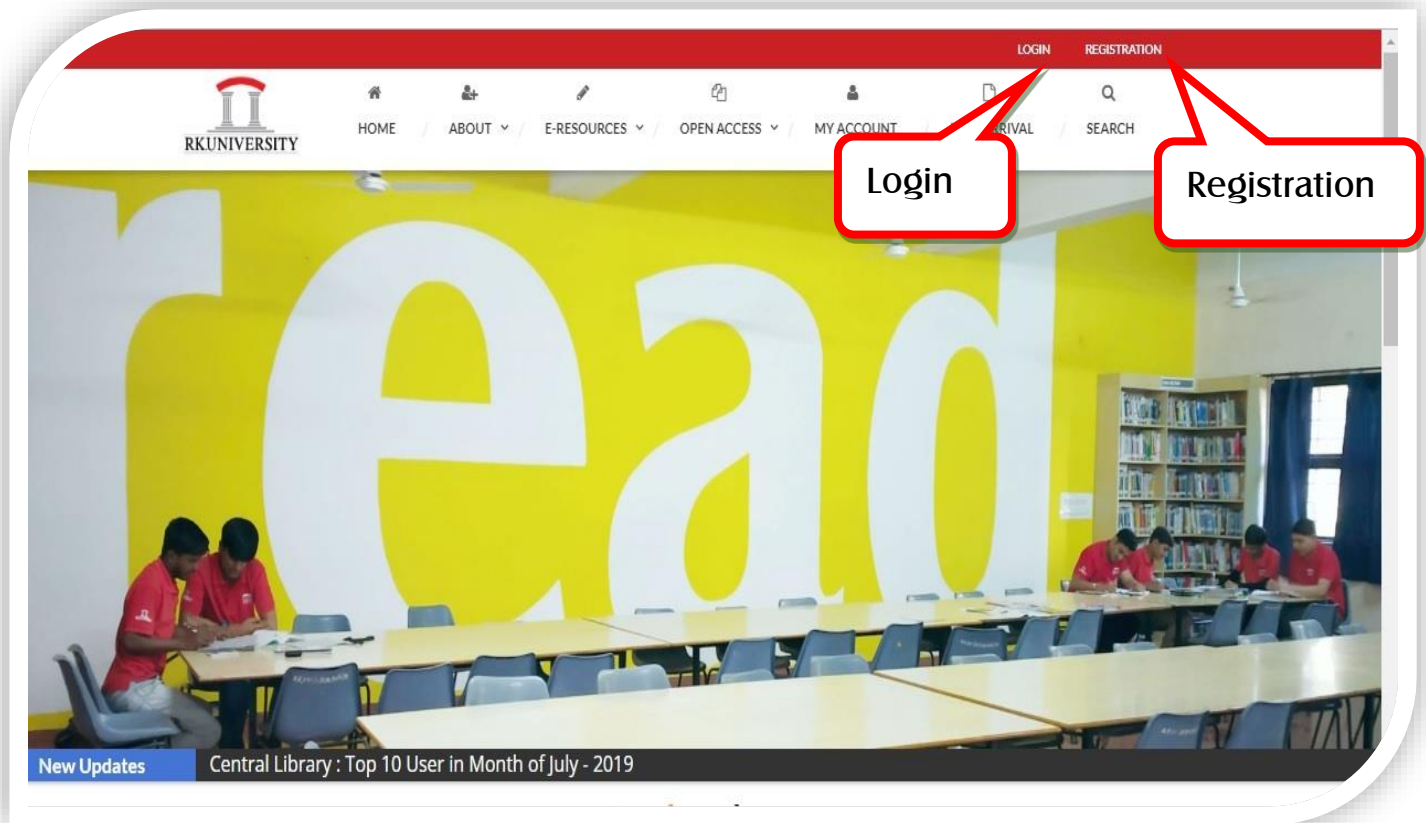 LOGIN REGISTRATION
HOME / ABOUT / E-RESOURCES / OPEN ACCESS / MY ACCOUNT / SEARCH
RKUNIVERSITY
Login
Registration
read
New Updates Central Library : Top 10 User in Month of July - 2019